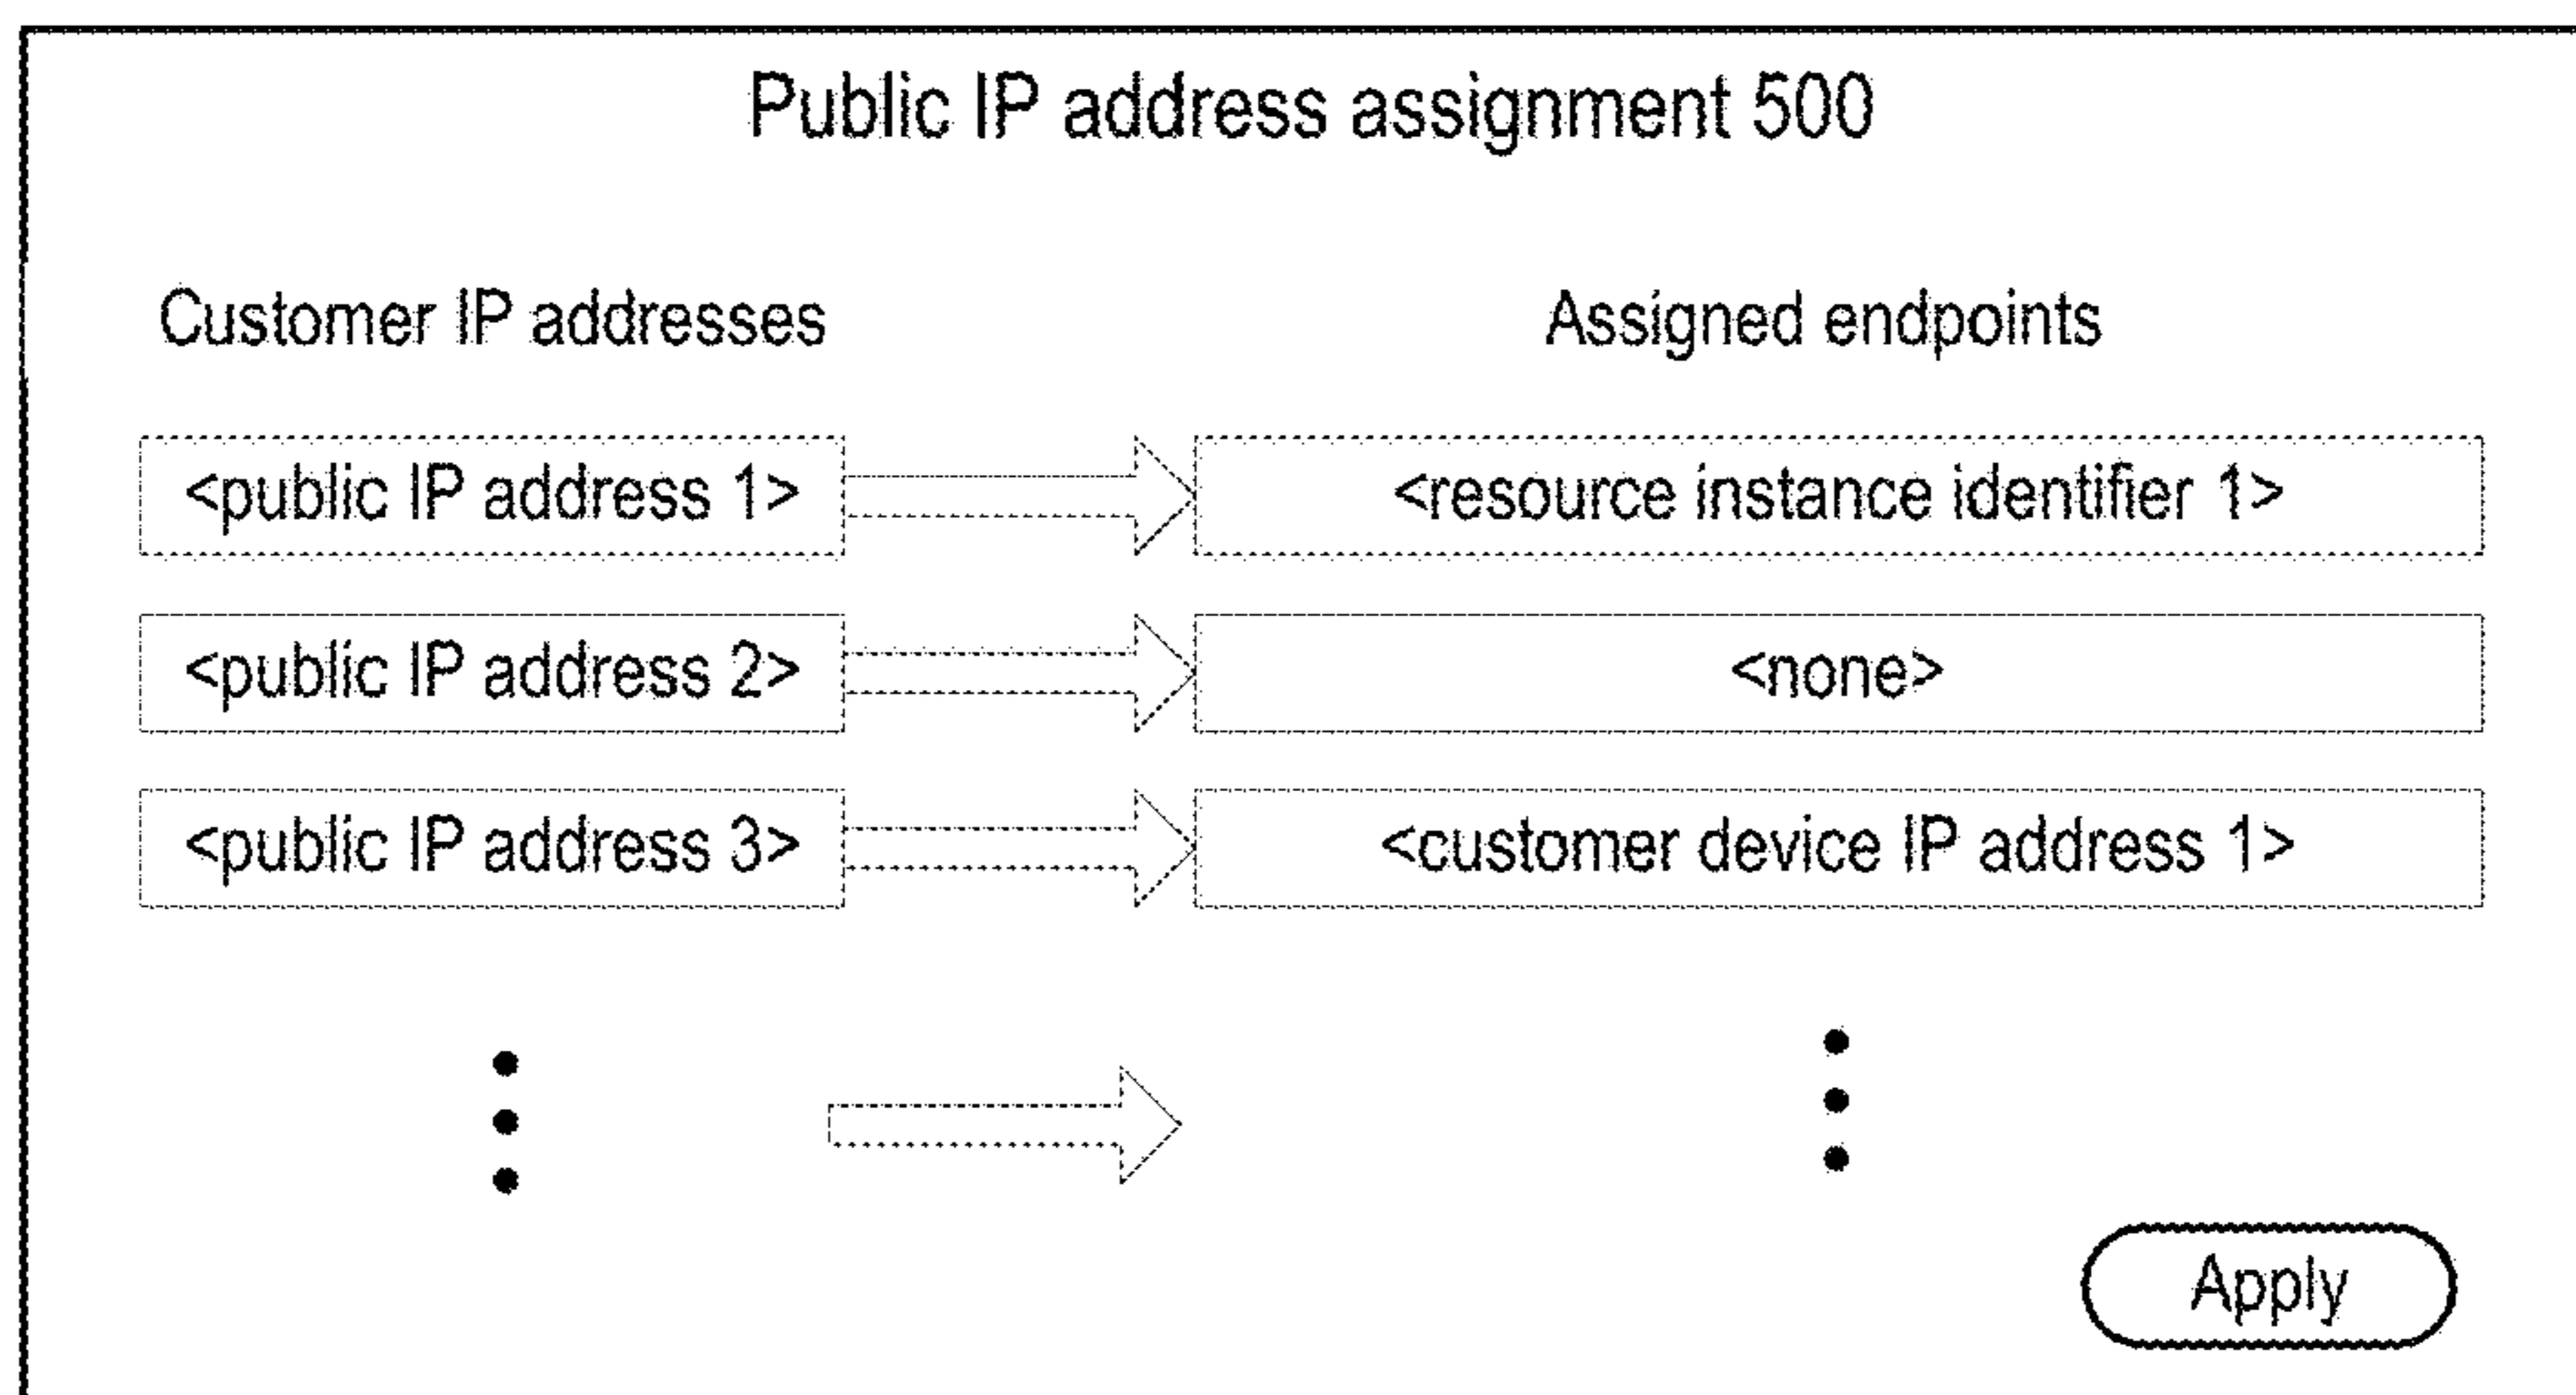 Public IP address assignment 500
Customer IP addresses Assigned endpoints
<public IP address 1> <resource instance identifier 1>
<public IP address 2> <none>
<public IP address 3> <customer device IP address 1>
Apply